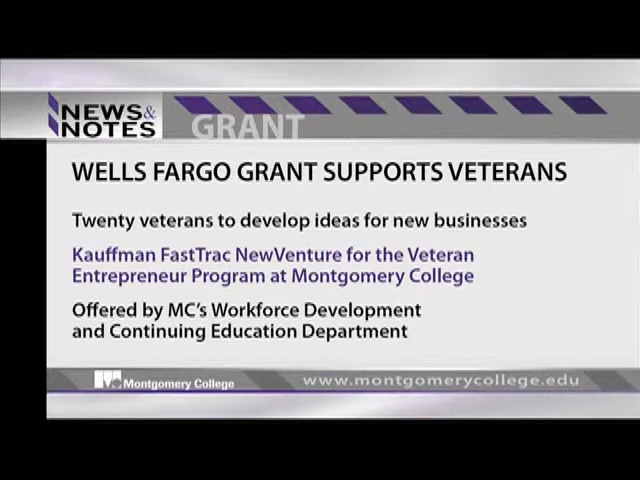 NEWS&
NOTES
GRANT
WELLS FARGO GRANT SUPPORTS VETERANS
Twenty veterans to develop ideas for new businesses
Kauffman FastTrac NewVenture for the Veteran
Entrepreneur Program at Montgomery College
Offered by MC's Workforce Development
and Continuing Education Department
Montgomery College
www.montgomerycollege.edu